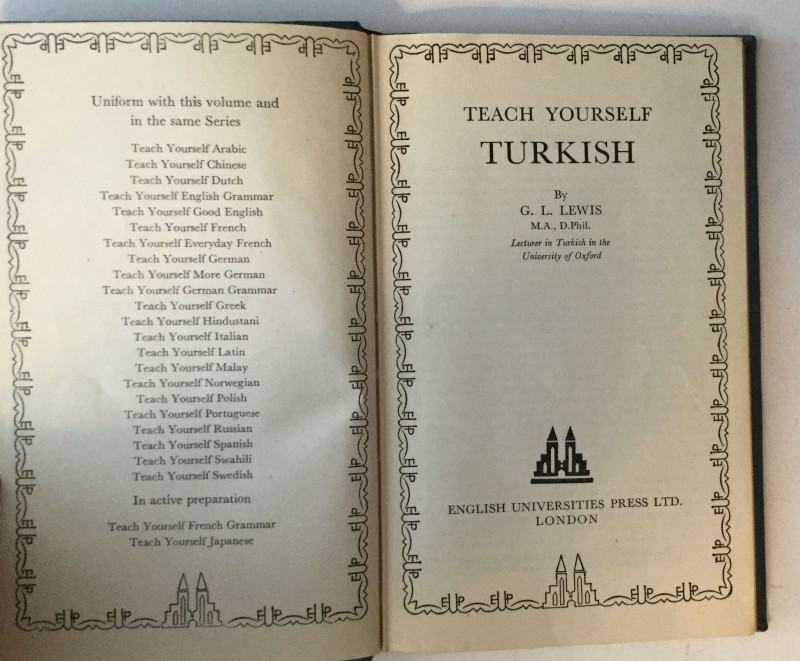 Uniform with this volume and
in the same Series
Teach Yourself Arabic
Teach Yourself Chinese
Teach Yourself Dutch
Teach Yourself English Grammar
Teach Yourself Good English
Teach Yourself French
Teach Yourself Everyday French
Teach Yourself German
Teach Yourself More German
Teach Yourself German Grammar
Teach Yourself Greek
Teach Yourself Hindustani
Teach Yourself Italian
Teach Yourself Latin
Teach Yourself Malay
Teach Yourself Norwegian
Teach Yourself Polish
Teach Yourself Portuguese
Teach Yourself Russian
Teach Yourself Spanish
Teach Yourself Swahili
Teach Yourself Swedish
In active preparation
Teach Yourself French Grammar
Teach Yourself Japanese
TEACH YOURSELF
TURKISH
By
G. L. LEWIS
M.A., D.Phil.
Lecturer in Turkish in the
University of Oxford
ENGLISH UNIVERSITIES PRESS LTD.
LONDON